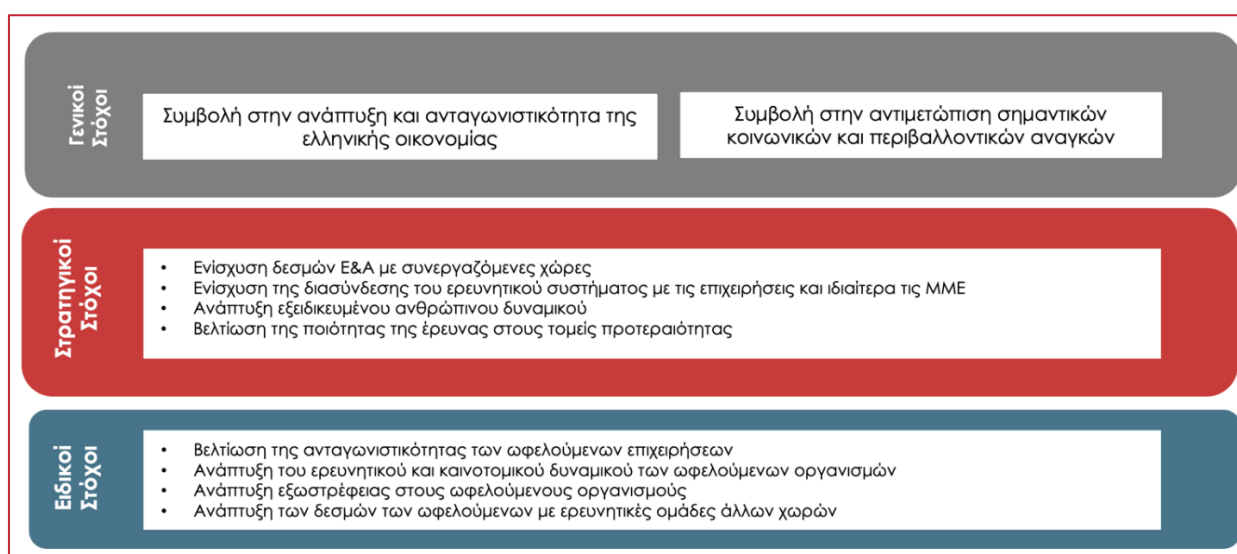 Γενικοί
Στόχοι
Συμβολή στην ανάπτυξη και ανταγωνιστικότητα της
ελληνικής οικονομίας
Συμβολή στην αντιμετώπιση σημαντικών
κοινωνικών και περιβαλλοντικών αναγκών
Στρατηγικοί
Στόχοι
• Ενίσχυση δεσμών Ε&Α με συνεργαζόμενες χώρες
• Ενίσχυση της διασύνδεσης του ερευνητικού συστήματος με τις επιχειρήσεις και ιδιαίτερα τις ΜΜΕ
• Ανάπτυξη εξειδικευμένου ανθρώπινου δυναμικού
• Βελτίωση της ποιότητας της έρευνας στους τομείς προτεραιότητας
Ειδικοί
Στόχοι
• Βελτίωση της ανταγωνιστικότητας των ωφελούμενων επιχειρήσεων
• Ανάπτυξη του ερευνητικού και καινοτομικού δυναμικού των ωφελούμενων οργανισμών
• Ανάπτυξη εξωστρέφειας στους ωφελούμενους οργανισμούς
• Ανάπτυξη των δεσμών των ωφελούμενων με ερευνητικές ομάδες άλλων χωρών